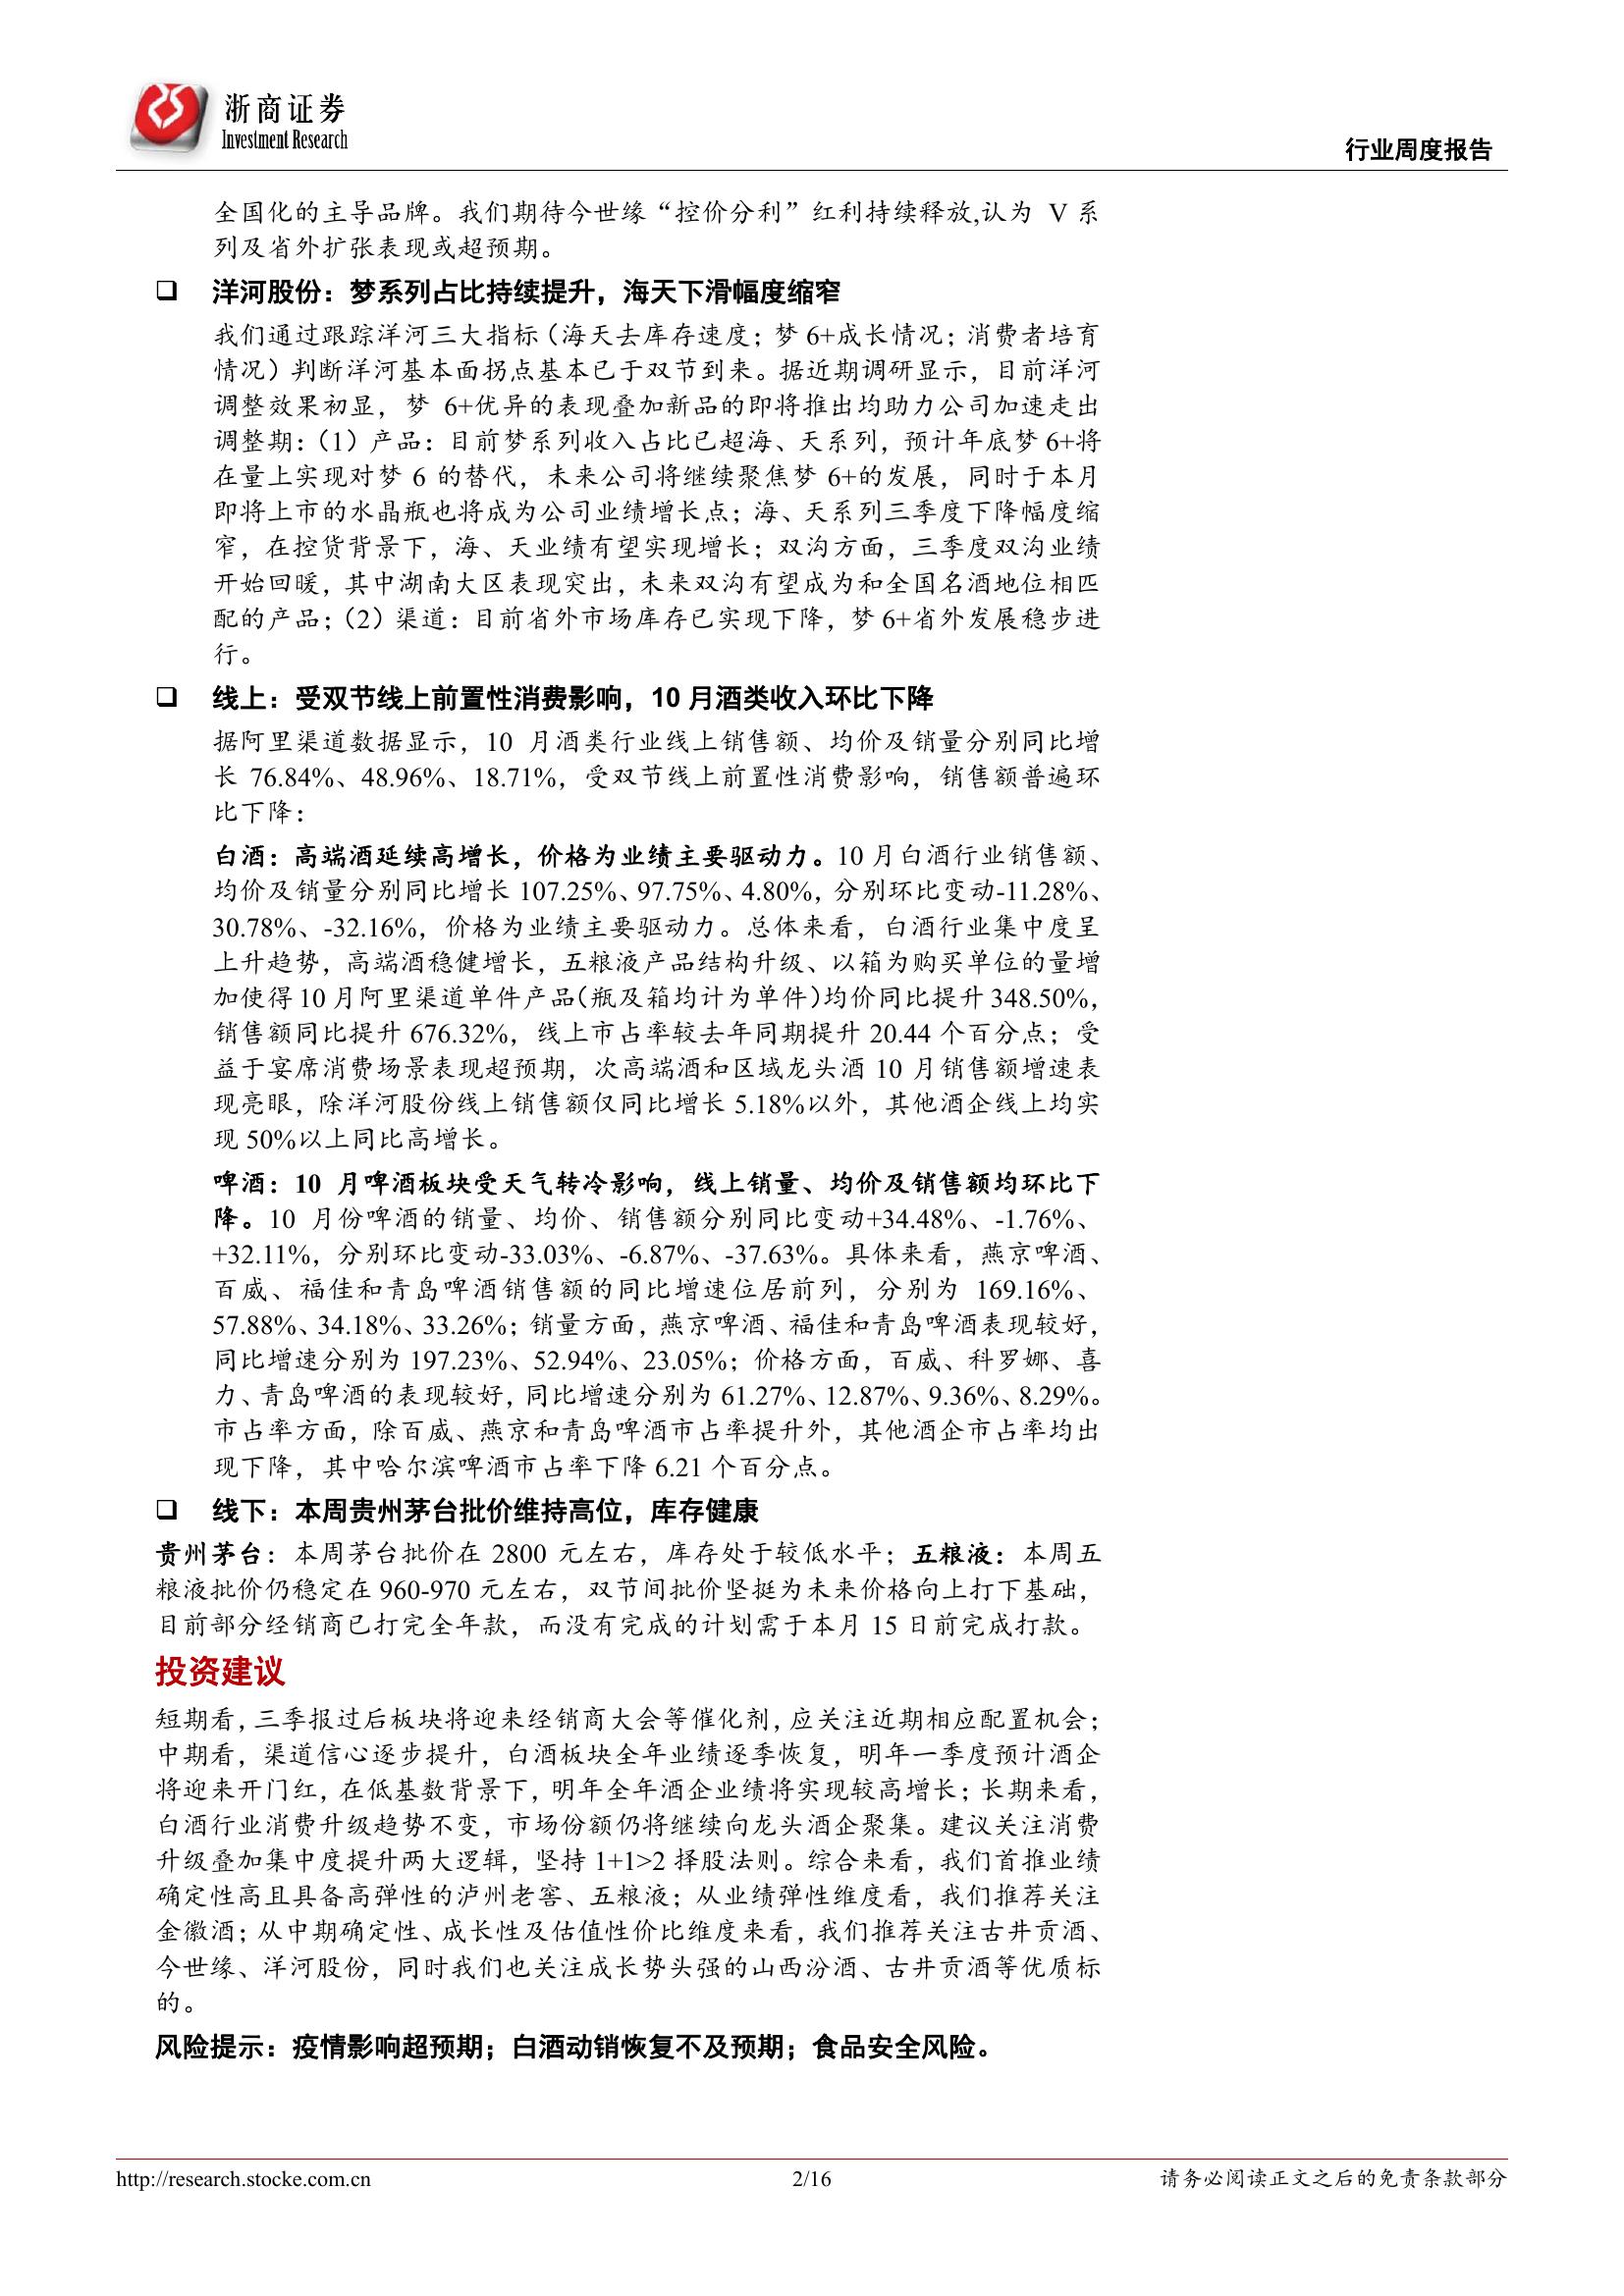 浙商证券
Investment Research
行业周度报告
全国化的主导品牌。我们期待今世缘“控价分利”红利持续释放,认为 V 系
列及省外扩张表现或超预期。
❑ 洋河股份：梦系列占比持续提升，海天下滑幅度缩窄
我们通过跟踪洋河三大指标（海天去库存速度；梦 6+成长情况；消费者培育
情况）判断洋河基本面拐点基本已于双节到来。据近期调研显示，目前洋河
调整效果初显，梦 6+优异的表现叠加新品的即将推出均助力公司加速走出
调整期：（1）产品：目前梦系列收入占比已超海、天系列，预计年底梦 6+将
在量上实现对梦 6 的替代，未来公司将继续聚焦梦 6+的发展，同时于本月
即将上市的水晶瓶也将成为公司业绩增长点；海、天系列三季度下降幅度缩
窄，在控货背景下，海、天业绩有望实现增长；双沟方面，三季度双沟业绩
开始回暖，其中湖南大区表现突出，未来双沟有望成为和全国名酒地位相匹
配的产品；（2）渠道：目前省外市场库存已实现下降，梦 6+省外发展稳步进
行。
❑ 线上：受双节线上前置性消费影响，10 月酒类收入环比下降
据阿里渠道数据显示，10 月酒类行业线上销售额、均价及销量分别同比增
长 76.84%、48.96%、18.71%，受双节线上前置性消费影响，销售额普遍环
比下降：
白酒：高端酒延续高增长，价格为业绩主要驱动力。10 月白酒行业销售额、
均价及销量分别同比增长 107.25%、97.75%、4.80%，分别环比变动-11.28%、
30.78%、-32.16%，价格为业绩主要驱动力。总体来看，白酒行业集中度呈
上升趋势，高端酒稳健增长，五粮液产品结构升级、以箱为购买单位的量增
加使得 10 月阿里渠道单件产品（瓶及箱均计为单件）均价同比提升 348.50%，
销售额同比提升 676.32%，线上市占率较去年同期提升 20.44 个百分点；受
益于宴席消费场景表现超预期，次高端酒和区域龙头酒 10 月销售额增速表
现亮眼，除洋河股份线上销售额仅同比增长 5.18%以外，其他酒企线上均实
现 50%以上同比高增长。
啤酒：10 月啤酒板块受天气转冷影响，线上销量、均价及销售额均环比下
降。10 月份啤酒的销量、均价、销售额分别同比变动+34.48%、-1.76%、
+32.11%，分别环比变动-33.03%、-6.87%、-37.63%。具体来看，燕京啤酒、
百威、福佳和青岛啤酒销售额的同比增速位居前列，分别为 169.16%、
57.88%、34.18%、33.26%；销量方面，燕京啤酒、福佳和青岛啤酒表现较好，
同比增速分别为 197.23%、52.94%、23.05%；价格方面，百威、科罗娜、喜
力、青岛啤酒的表现较好，同比增速分别为 61.27%、12.87%、9.36%、8.29%。
市占率方面，除百威、燕京和青岛啤酒市占率提升外，其他酒企市占率均出
现下降，其中哈尔滨啤酒市占率下降 6.21 个百分点。
❑ 线下：本周贵州茅台批价维持高位，库存健康
贵州茅台：本周茅台批价在 2800 元左右，库存处于较低水平；五粮液：本周五
粮液批价仍稳定在 960-970 元左右，双节间批价坚挺为未来价格向上打下基础，
目前部分经销商已打完全年款，而没有完成的计划需于本月 15 日前完成打款。
投资建议
短期看，三季报过后板块将迎来经销商大会等催化剂，应关注近期相应配置机会；
中期看，渠道信心逐步提升，白酒板块全年业绩逐季恢复，明年一季度预计酒企
将迎来开门红，在低基数背景下，明年全年酒企业绩将实现较高增长；长期来看，
白酒行业消费升级趋势不变，市场份额仍将继续向龙头酒企聚集。建议关注消费
升级叠加集中度提升两大逻辑，坚持 1+1>2 择股法则。综合来看，我们首推业绩
确定性高且具备高弹性的泸州老窖、五粮液；从业绩弹性维度看，我们推荐关注
金徽酒；从中期确定性、成长性及估值性价比维度来看，我们推荐关注古井贡酒、
今世缘、洋河股份，同时我们也关注成长势头强的山西汾酒、古井贡酒等优质标
的。
风险提示：疫情影响超预期；白酒动销恢复不及预期；食品安全风险。
http://research.stocke.com.cn
2/16
请务必阅读正文之后的免责条款部分